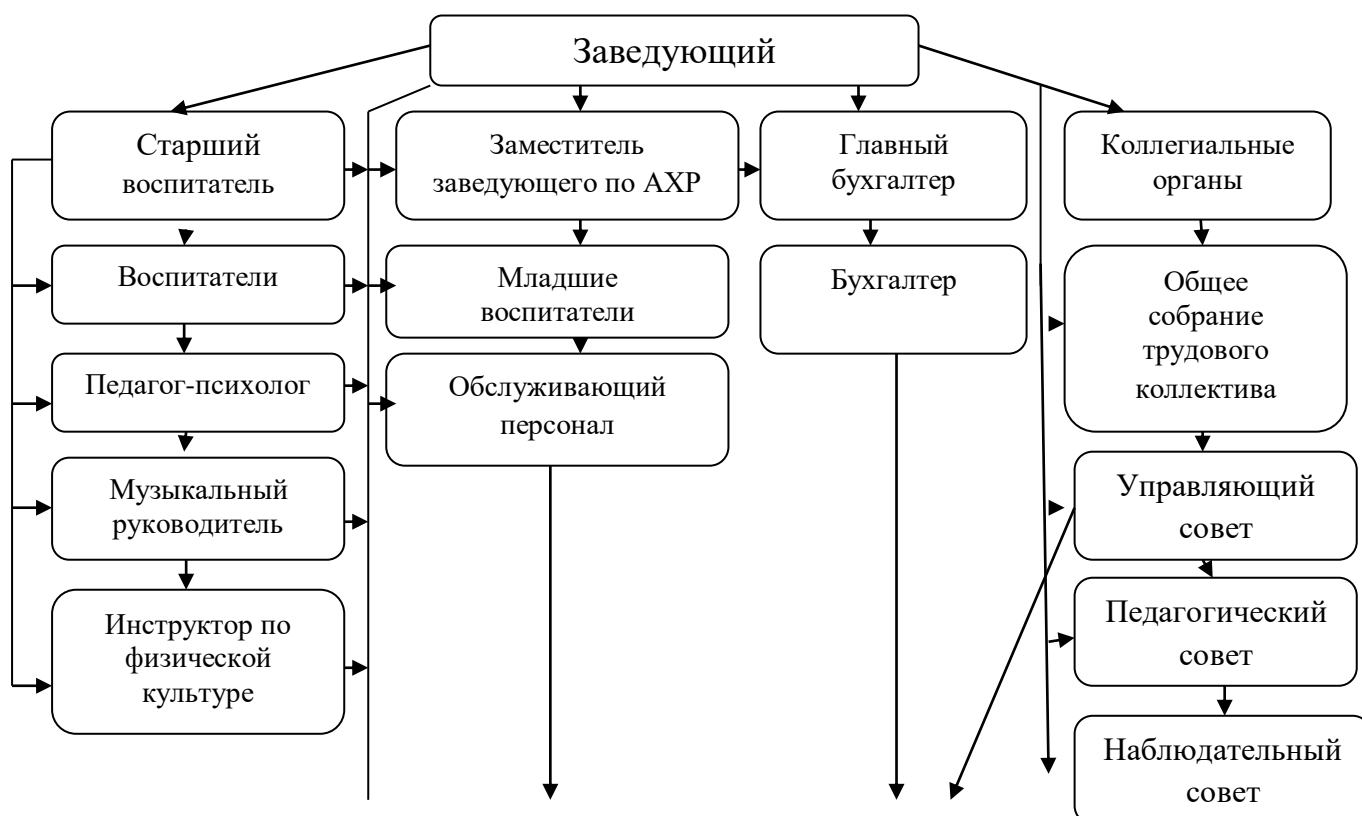 Заведующий
Старший
воспитатель
Заместитель
заведующего по АХР
Главный
бухгалтер
Коллегиальные
органы
Воспитатели
Младшие
воспитатели
Бухгалтер
Общее
собрание
трудового
коллектива
Педагог-психолог
Обслуживающий
персонал
Музыкальный
руководитель
Управляющий
совет
Инструктор по
физической
культуре
Педагогический
совет
Наблюдательный
совет